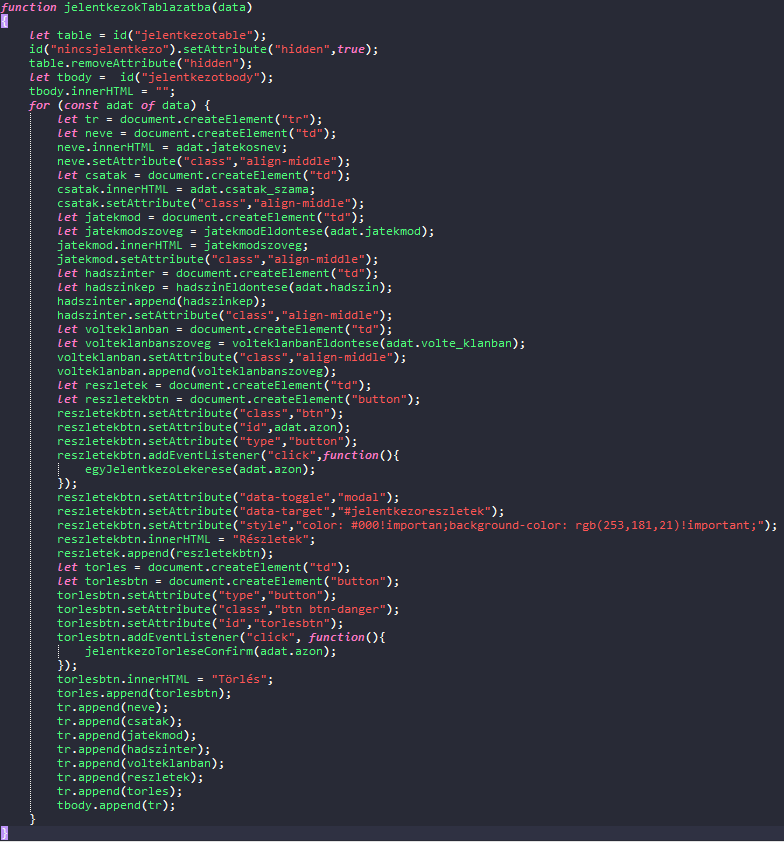 function jelentkezokTablazatba(data)
{
    let table = id("jelentkezotable");
    id("nincsjelentkezo").setAttribute("hidden",true);
    table.removeAttribute("hidden");
    let tbody =  id("jelentkezotbody");
    tbody.innerHTML = "";
    for (const adat of data) {
        let tr = document.createElement("tr");
        let neve = document.createElement("td");
        neve.innerHTML = adat.jatekosnev;
        neve.setAttribute("class","align-middle");
        let csatak = document.createElement("td");
        csatak.innerHTML = adat.csatak_szama;
        csatak.setAttribute("class","align-middle");
        let jatekmod = document.createElement("td");
        let jatekmodszoveg = jatekmodEldontese(adat.jatekmod);
        jatekmod.innerHTML = jatekmodszoveg;
        jatekmod.setAttribute("class","align-middle");
        let hadszinter = document.createElement("td");
        let hadszinkep = hadszinEldontese(adat.hadszin);
        hadszinter.append(hadszinkep);
        hadszinter.setAttribute("class","align-middle");
        let volteklanban = document.createElement("td");
        let volteklanbanszoveg = volteklanbanEldontese(adat.volte_klanban);
        volteklanban.setAttribute("class","align-middle");
        volteklanban.append(volteklanbanszoveg);
        let reszletek = document.createElement("td");
        let reszletekbtn = document.createElement("button");
        reszletekbtn.setAttribute("class","btn");
        reszletekbtn.setAttribute("id",adat.azon);
        reszletekbtn.setAttribute("type","button");
        reszletekbtn.addEventListener("click",function(){
            egyJelentkezoLekerese(adat.azon);
        });
        reszletekbtn.setAttribute("data-toggle","modal");
        reszletekbtn.setAttribute("data-target","#jelentkezoreszletek");
        reszletekbtn.setAttribute("style","color: #000!importan;background-color: rgb(253,181,21)!important;");
        reszletekbtn.innerHTML = "Részletek";
        reszletek.append(reszletekbtn);
        let torles = document.createElement("td");
        let torlesbtn = document.createElement("button");
        torlesbtn.setAttribute("type","button");
        torlesbtn.setAttribute("class","btn btn-danger");
        torlesbtn.setAttribute("id","torlesbtn");
        torlesbtn.addEventListener("click", function(){
            jelentkezoTorleseConfirm(adat.azon);
        });
        torlesbtn.innerHTML = "Törlés";
        torles.append(torlesbtn);
        tr.append(neve);
        tr.append(csatak);
        tr.append(jatekmod);
        tr.append(hadszinter);
        tr.append(volteklanban);
        tr.append(reszletek);
        tr.append(torles);
        tbody.append(tr);
    }
}